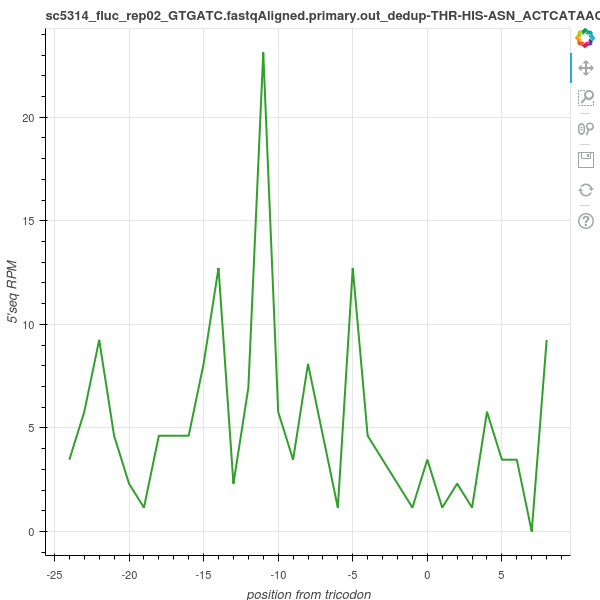 sc5314_fluc_rep02_GTGATC.fastqAligned.primary.out_dedup-THR-HIS-ASN_ACTCATAAC
20
15
10
5
0
5'seq RPM
-25 -20 -15 -10 -5 0 5
position from tricodon